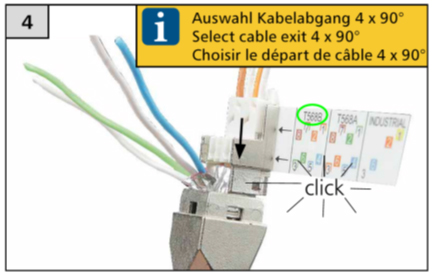 4
i
Auswahl Kabelabgang 4 x 90°
Select cable exit 4 x 90°
Choisir le départ de câble 4 x 90°
T568B T568A INDUSTRIAL
click